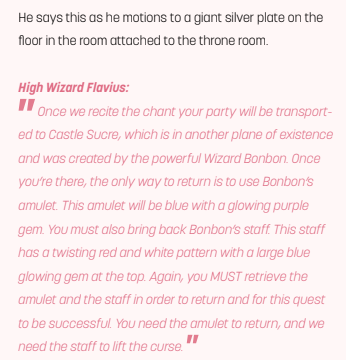 He says this as he motions to a giant silver plate on the
floor in the room attached to the throne room.
High Wizard Flavius:
" Once we recite the chant your party will be transport-
ed to Castle Sucre, which is in another plane of existence
and was created by the powerful Wizard Bonbon. Once
you're there, the only way to return is to use Bonbon's
amulet. This amulet will be blue with a glowing purple
gem. You must also bring back Bonbon's staff. This staff
has a twisting red and white pattern with a large blue
glowing gem at the top. Again, you MUST retrieve the
amulet and the staff in order to return and for this quest
to be successful. You need the amulet to return, and we
need the staff to lift the curse. "